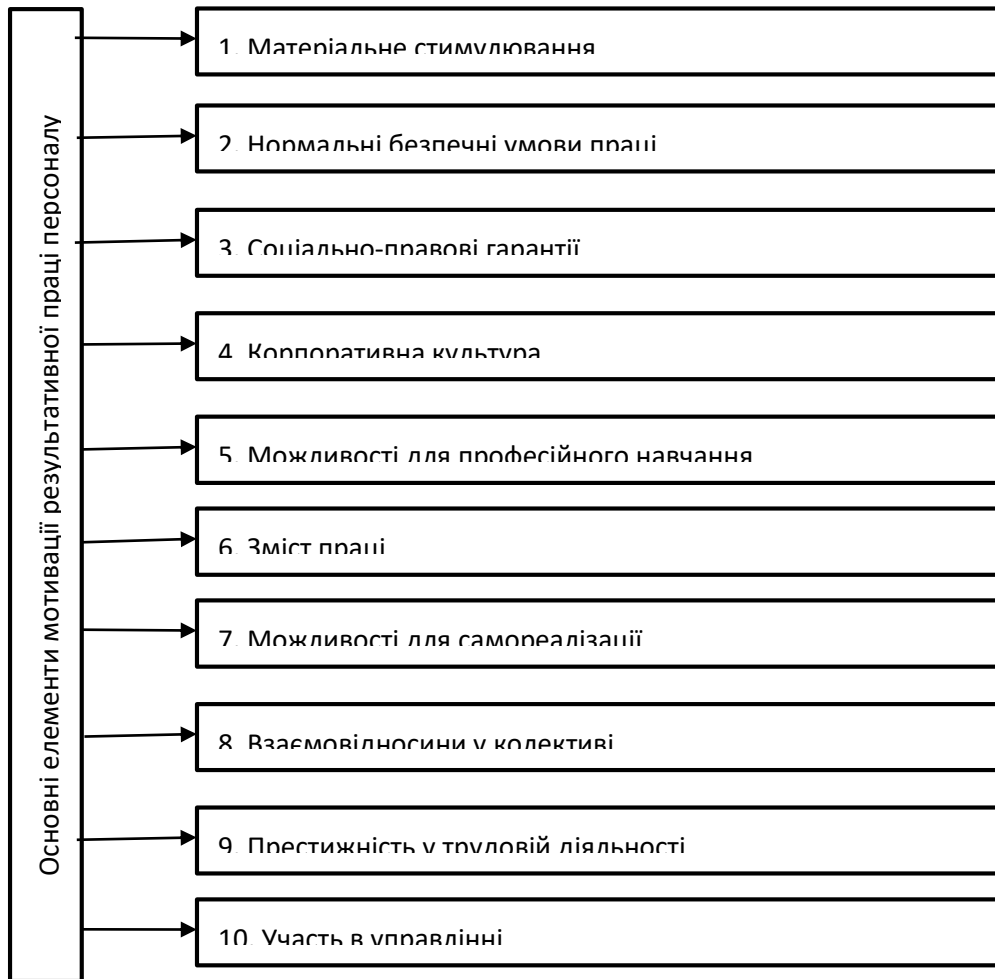 Основні елементи мотивації результативної праці персоналу
1. Матеріальне стимулювання
2. Нормальні безпечні умови праці
3. Соціально-правові гарантії
4. Корпоративна культура
5. Можливості для професійного навчання
6. Зміст праці
7. Можливості для самореалізації
8. Взаємовідносини у колективі
9. Престижність у трудовій діяльності
10. Участь в управлінні